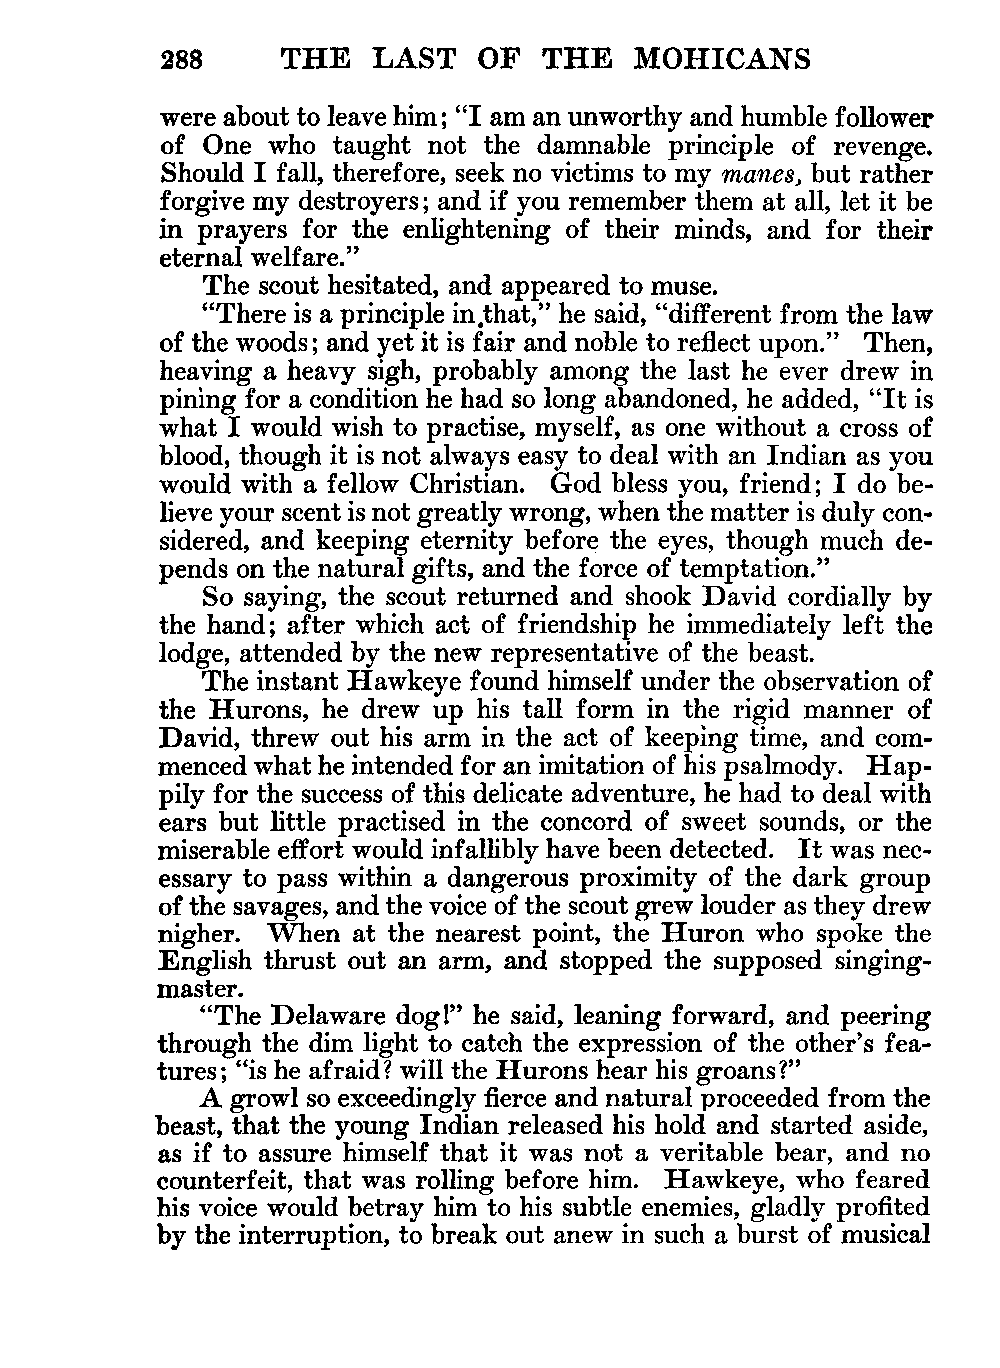 288 THE LAST OF THE MOHICANS
were about to leave him; “I am an unworthy and humble follower
of One who taught not the damnable principle of revenge.
Should I fall, therefore, seek no victims to my manes, but rather
forgive my destroyers; and if you remember them at all, let it be
in prayers for the enlightening of their minds, and for their
eternal welfare.”
The scout hesitated, and appeared to muse.
“There is a principle in that,” he said, “different from the law
of the woods; and yet it is fair and noble to reflect upon.” Then,
heaving a heavy sigh, probably among the last he ever drew in
pining for a condition he had so long abandoned, he added, “It is
what I would wish to practise, myself, as one without a cross of
blood, though it is not always easy to deal with an Indian as you
would with a fellow Christian. God bless you, friend; I do be-
lieve your scent is not greatly wrong, when the matter is duly con-
sidered, and keeping eternity before the eyes, though much de-
pends on the natural gifts, and the force of temptation.”
So saying, the scout returned and shook David cordially by
the hand; after which act of friendship he immediately left the
lodge, attended by the new representative of the beast.
The instant Hawkeye found himself under the observation of
the Hurons, he drew up his tall form in the rigid manner of
David, threw out his arm in the act of keeping time, and com-
menced what he intended for an imitation of his psalmody. Hap-
pily for the success of this delicate adventure, he had to deal with
ears but little practised in the concord of sweet sounds, or the
miserable effort would infallibly have been detected. It was nec-
essary to pass within a dangerous proximity of the dark group
of the savages, and the voice of the scout grew louder as they drew
nigher. When at the nearest point, the Huron who spoke the
English thrust out an arm, and stopped the supposed singing-
master.
“The Delaware dog!” he said, leaning forward, and peering
through the dim light to catch the expression of the other’s fea-
tures; “is he afraid? will the Hurons hear his groans?”
A growl so exceedingly fierce and natural proceeded from the
beast, that the young Indian released his hold and started aside,
as if to assure himself that it was not a veritable bear, and no
counterfeit, that was rolling before him. Hawkeye, who feared
his voice would betray him to his subtle enemies, gladly profited
by the interruption, to break out anew in such a burst of musical